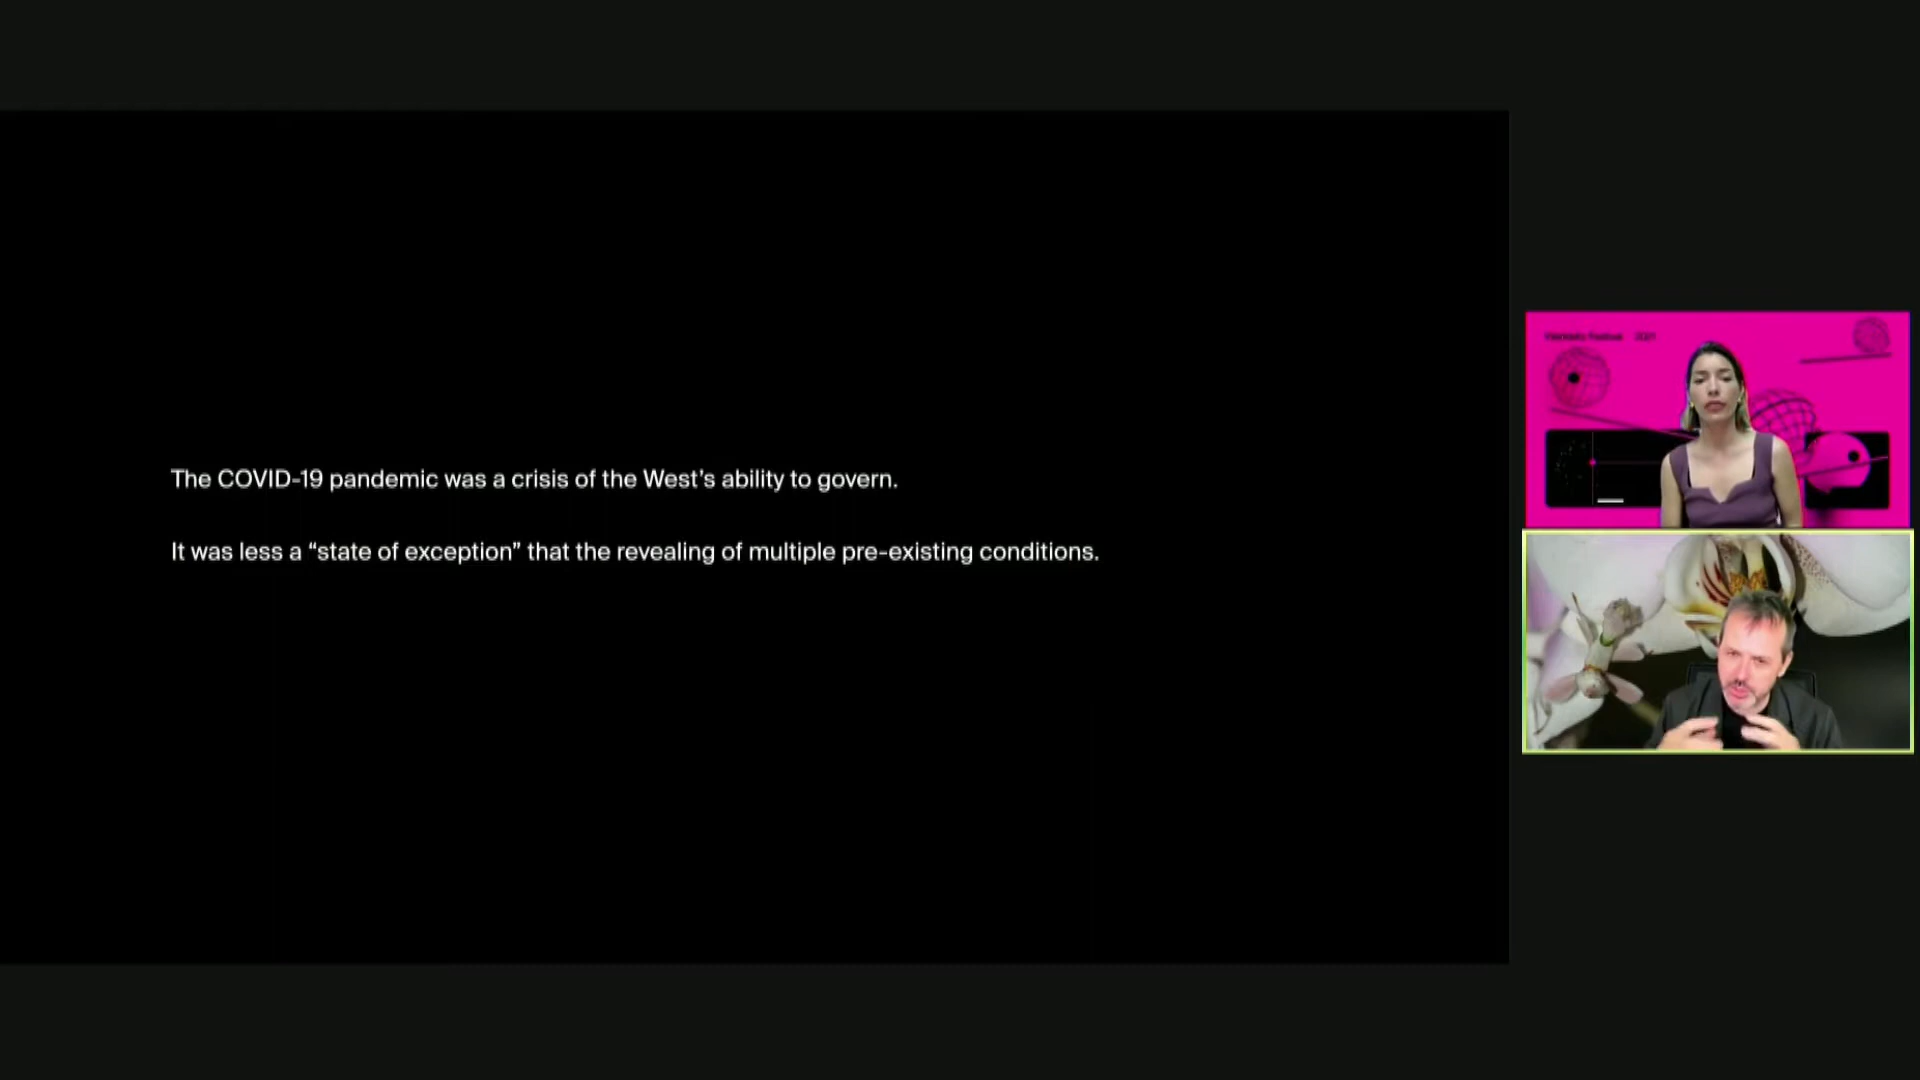 The COVID-19 pandemic was a crisis of the West’s ability to govern.
It was less a “state of exception” that the revealing of multiple pre-existing conditions.